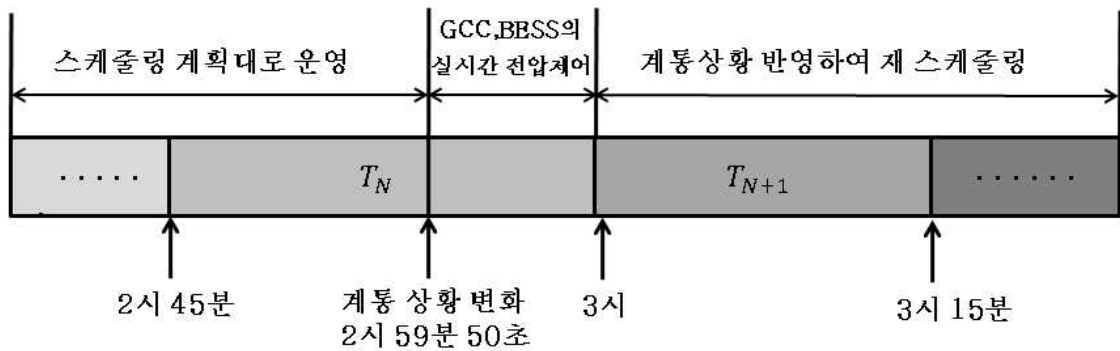 GCC,BESS의
실시간 전압제어
스케줄링 계획대로 운영
계통상황 반영하여 재 스케줄링
. . . . .
T_N
T_{N+1}
. . . . . .
2시 45분
계통 상황 변화
2시 59분 50초
3시
3시 15분